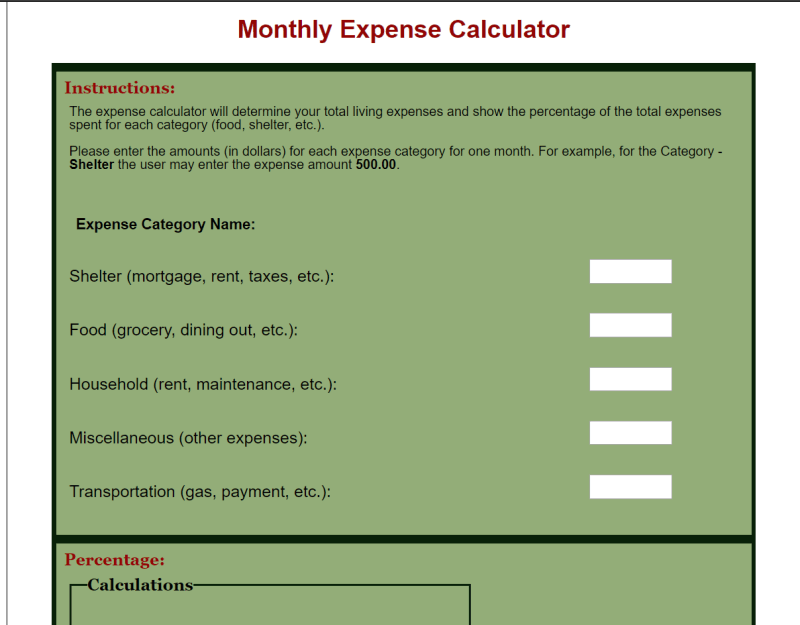 Monthly Expense Calculator
Instructions:
The expense calculator will determine your total living expenses and show the percentage of the total expenses
spent for each category (food, shelter, etc.).
Please enter the amounts (in dollars) for each expense category for one month. For example, for the Category -
Shelter the user may enter the expense amount 500.00.
Expense Category Name:
Shelter (mortgage, rent, taxes, etc.):
Food (grocery, dining out, etc.):
Household (rent, maintenance, etc.):
Miscellaneous (other expenses):
Transportation (gas, payment, etc.):
Percentage:
Calculations